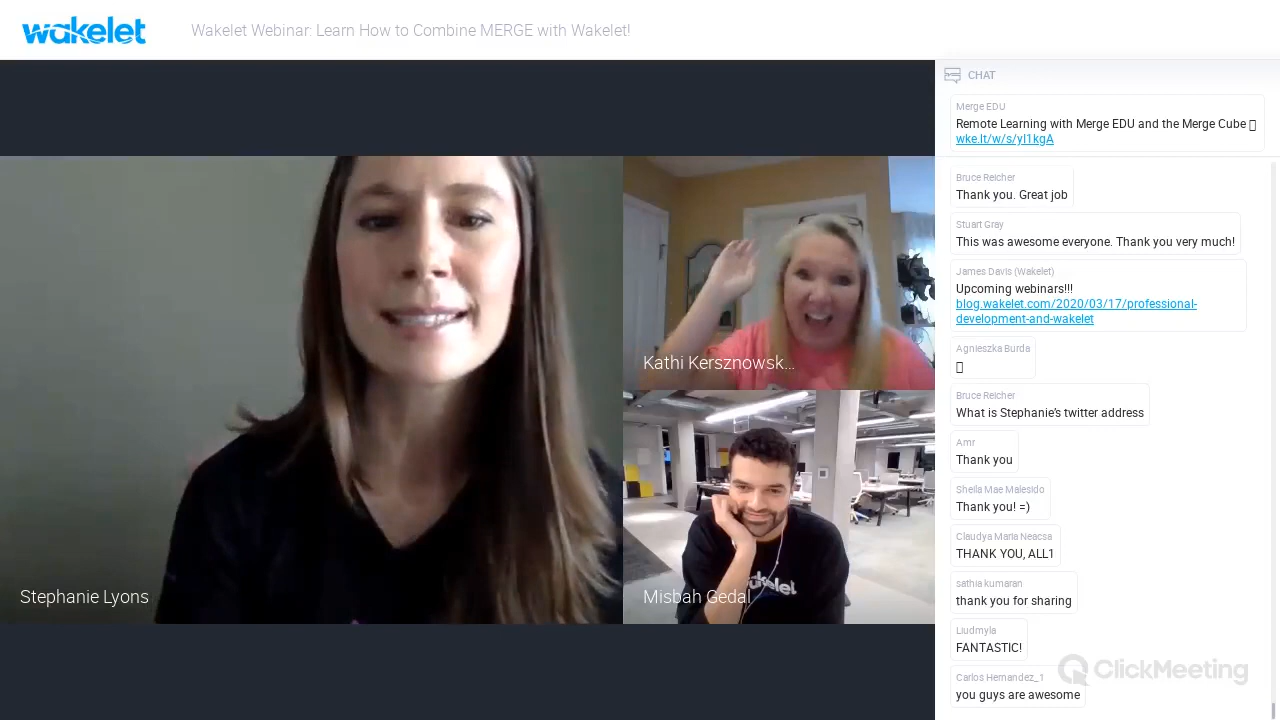 wakelet
Wakelet Webinar: Learn How to Combine MERGE with Wakelet!
Stephanie Lyons
Kathi Kersznowsk...
wakelet
Misbah Gedal
CHAT
Merge EDU
Remote Learning with Merge EDU and the Merge Cube
wke.lt/w/s/yI1kgA
Bruce Reicher
Thank you. Great job
Stuart Gray
This was awesome everyone. Thank you very much!
James Davis (Wakelet)
Upcoming webinars!!!
blog.wakelet.com/2020/03/17/professional-
development-and-wakelet
Agnieszka Burda
Bruce Reicher
What is Stephanie's twitter address
Amr
Thank you
Sheila Mae Malesido
Thank you! =)
Claudya Maria Neacsa
THANK YOU, ALL1
sathia kumaran
thank you for sharing
Liudmyla
FANTASTIC!
Carlos Hernandez_1
you guys are awesome
ClickMeeting